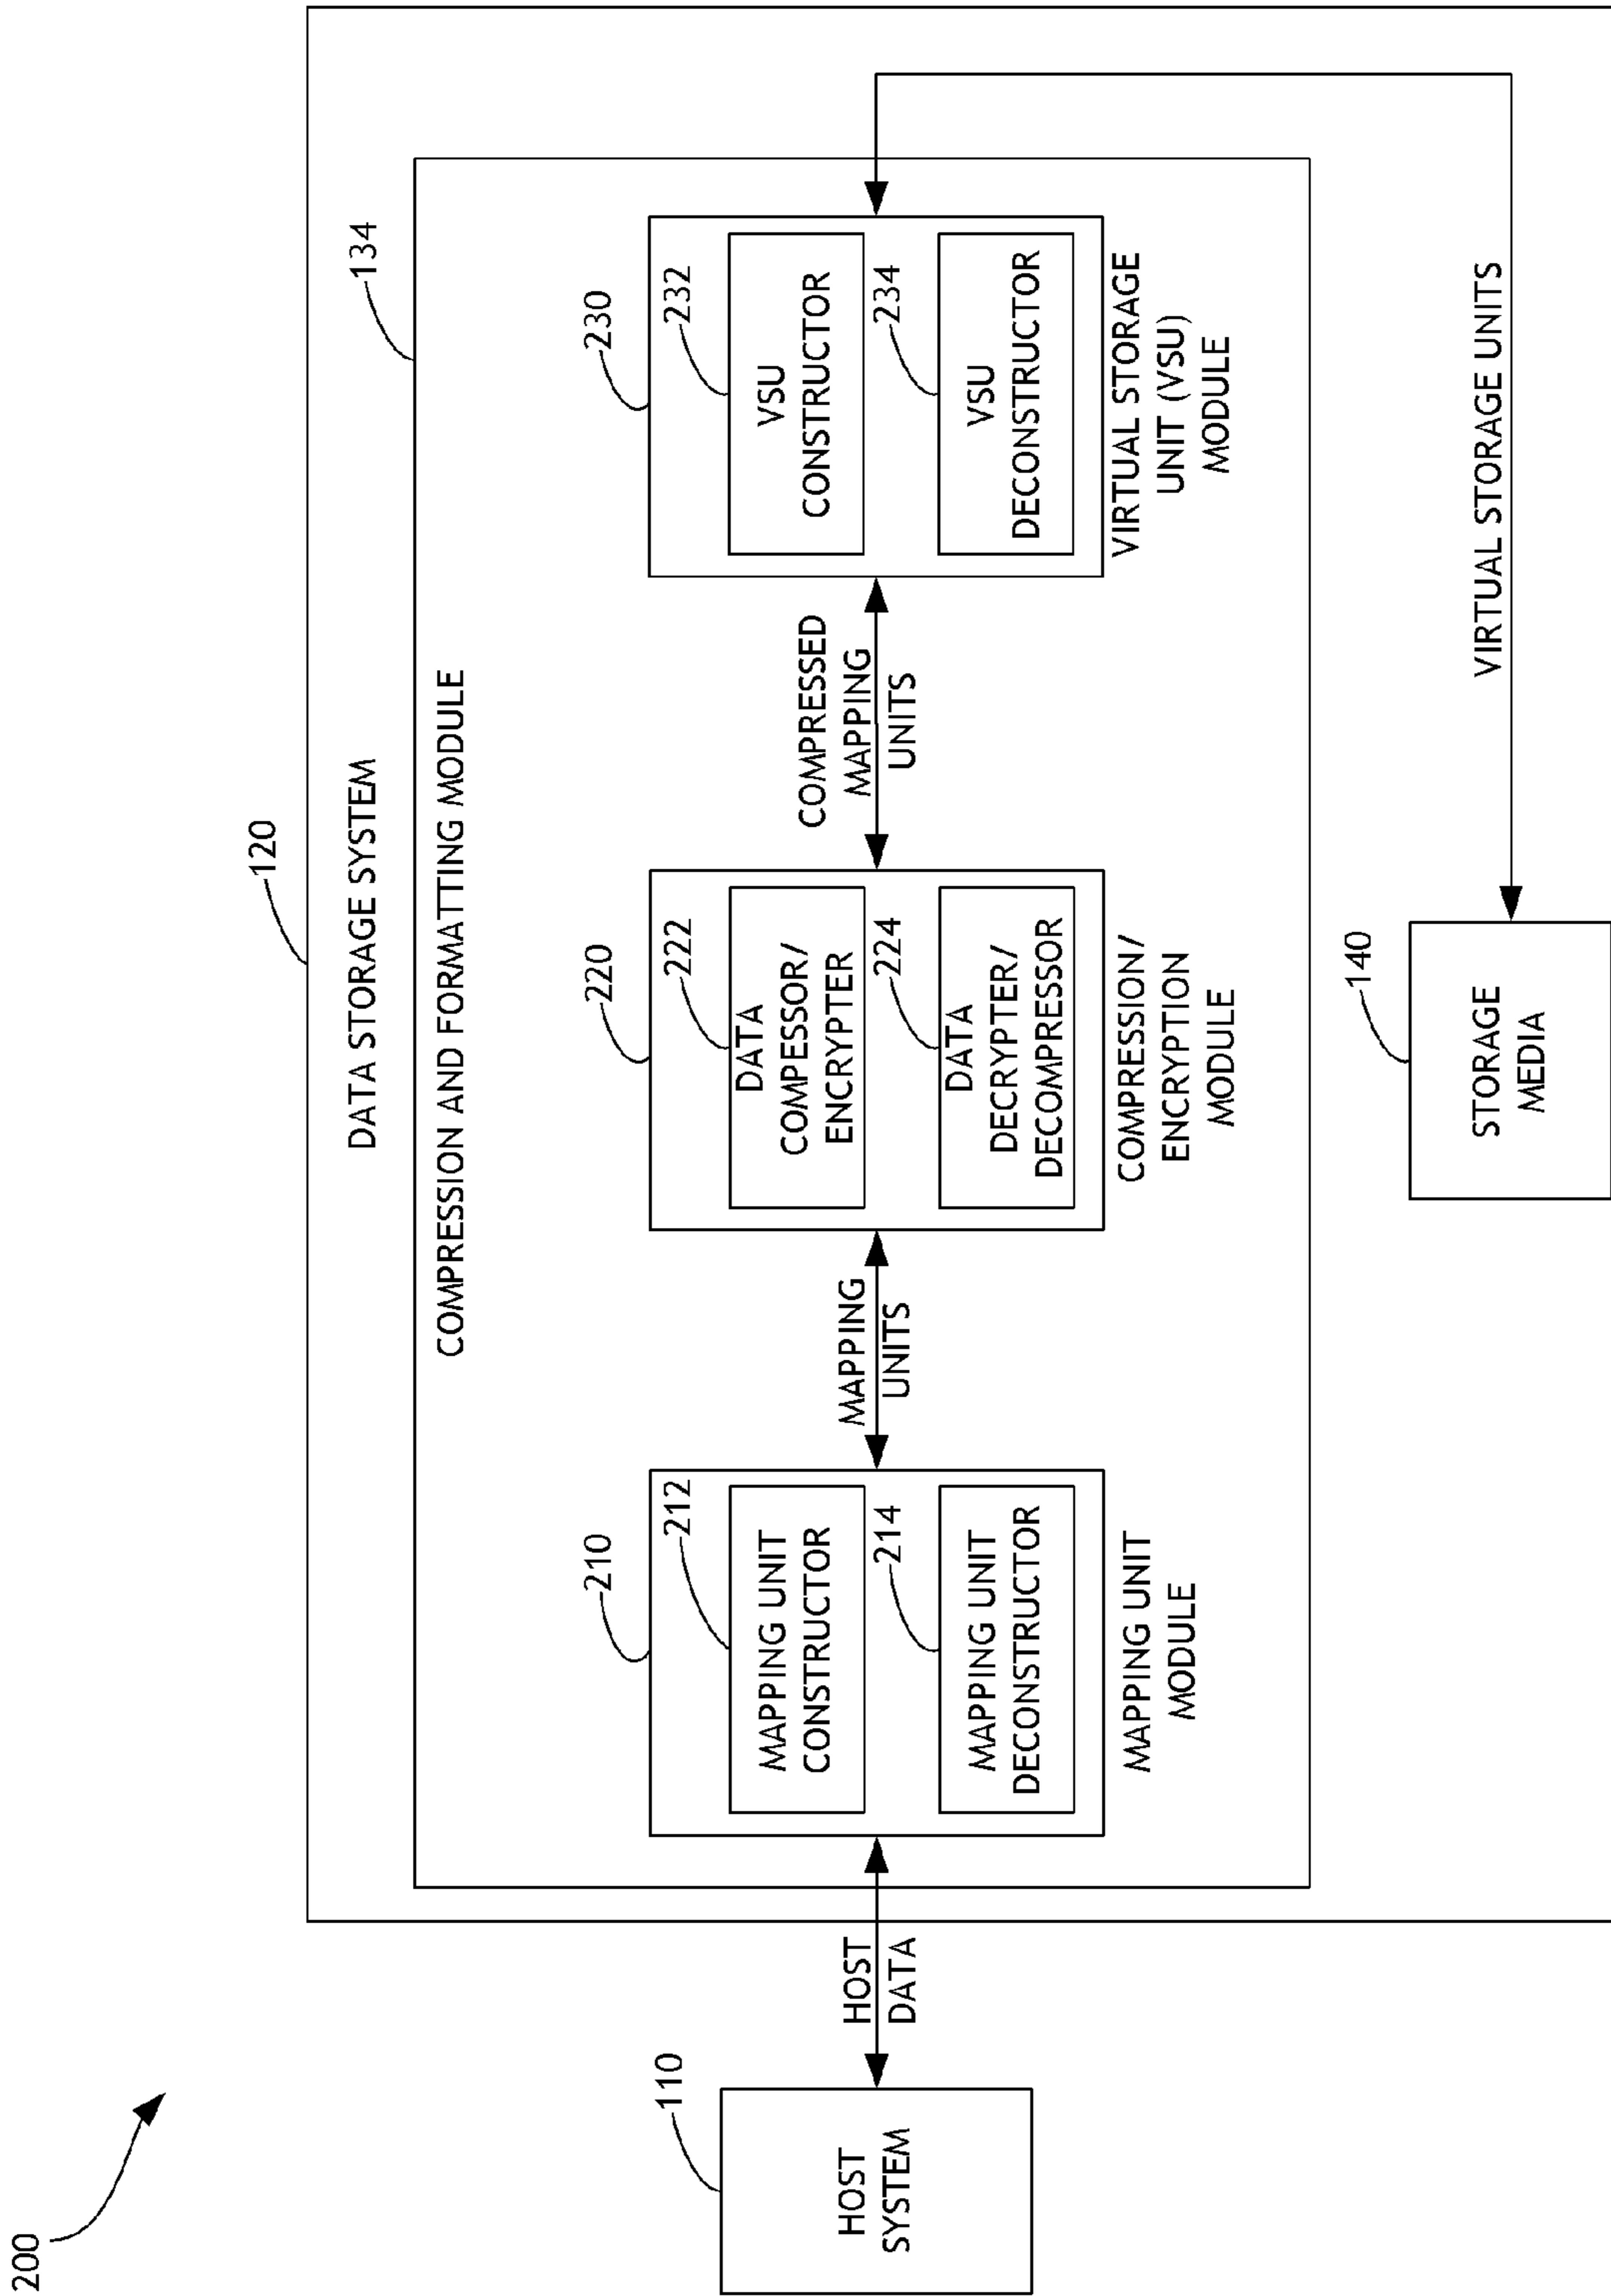 200
120
DATA STORAGE SYSTEM
134
COMPRESSION AND FORMATTING MODULE
110
HOST
SYSTEM
HOST
DATA
210
212
MAPPING UNIT
CONSTRUCTOR
214
MAPPING UNIT
DECONSTRUCTOR
MAPPING UNIT
MODULE
MAPPING
UNITS
220
222
DATA
COMPESSOR/
ENCRYPTER
224
DATA
DECRYPTER/
DECOMPRESSOR
COMPRESSION/
ENCRYPTION
MODULE
COMPRESSED
MAPPING
UNITS
230
232
VSU
CONSTRUCTOR
234
VSU
DECONSTRUCTOR
VIRTUAL STORAGE
UNIT (VSU)
MODULE
140
STORAGE
MEDIA
VIRTUAL STORAGE UNITS